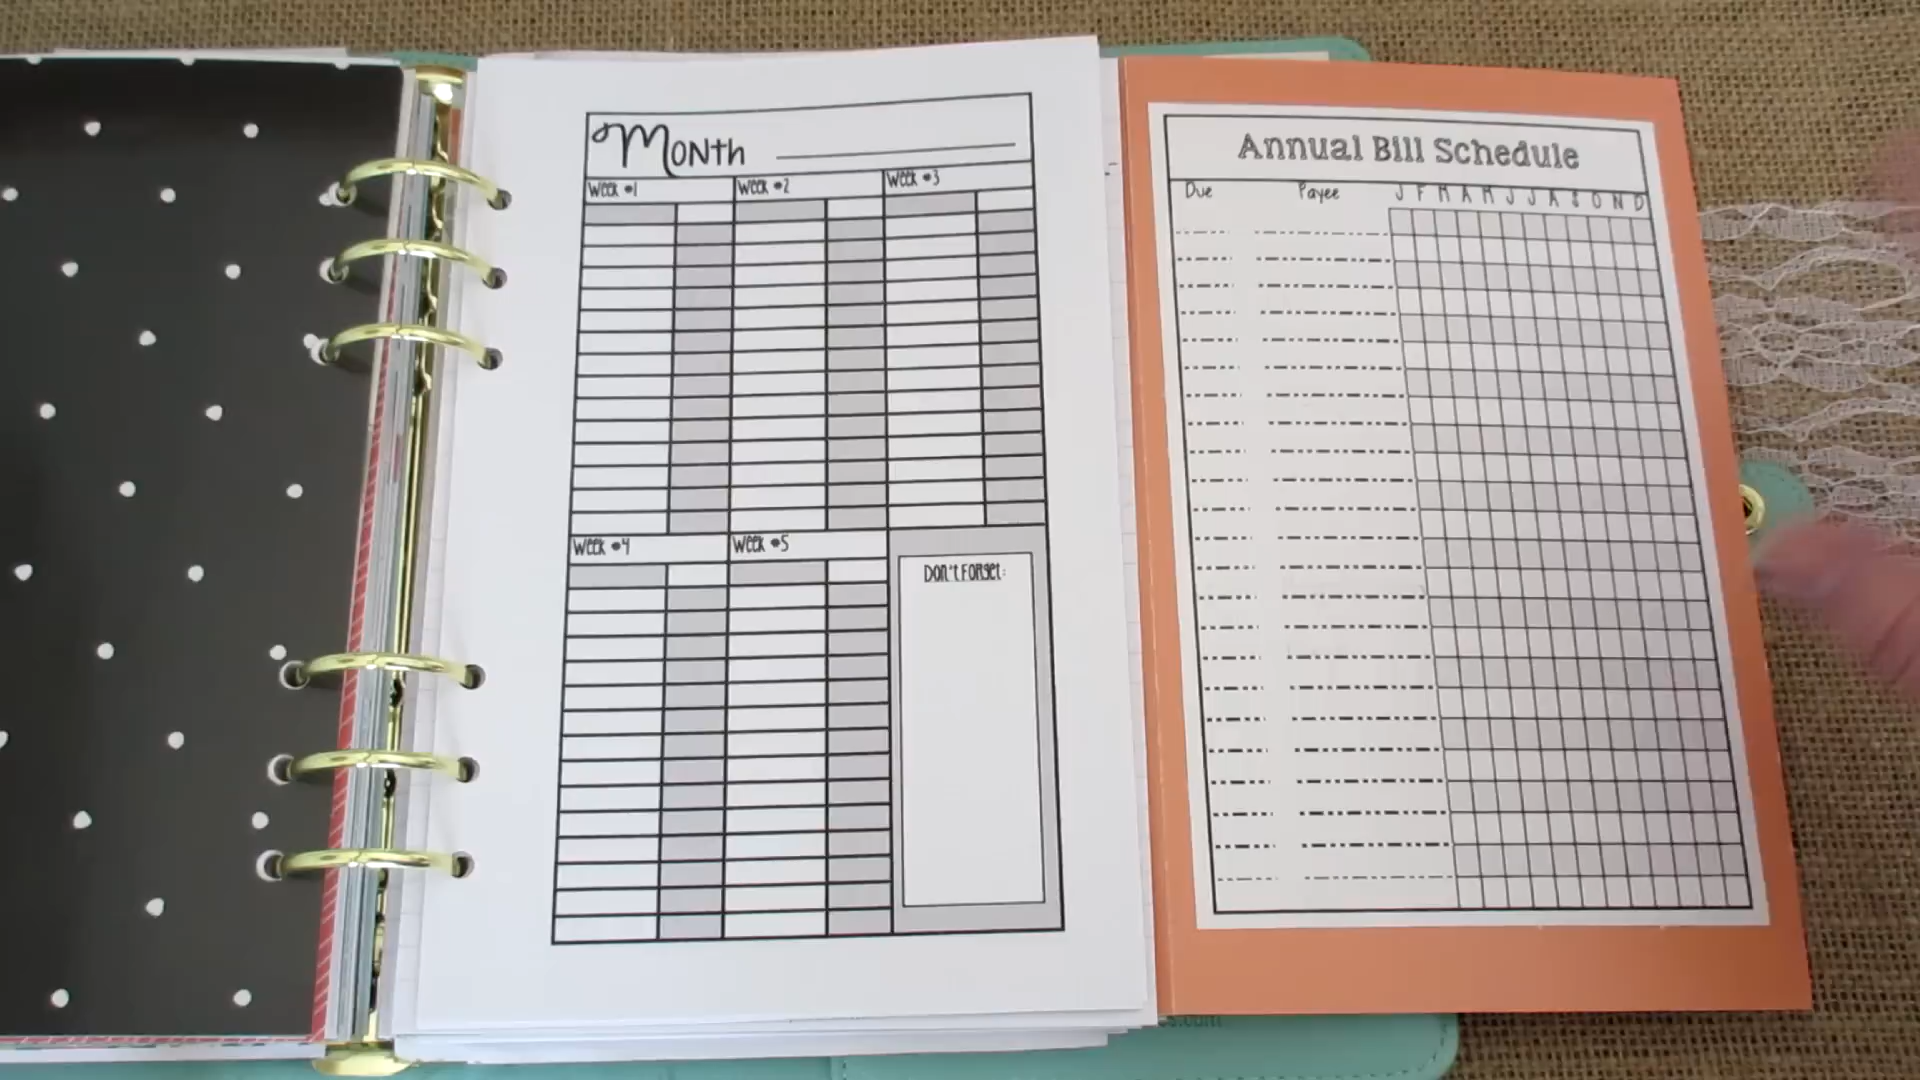 Month
Week #1 Week #2 Week #3
Week #4 Week #5
Don't Forget:
Annual Bill Schedule
Due Payee J F M A M J J A S O N D